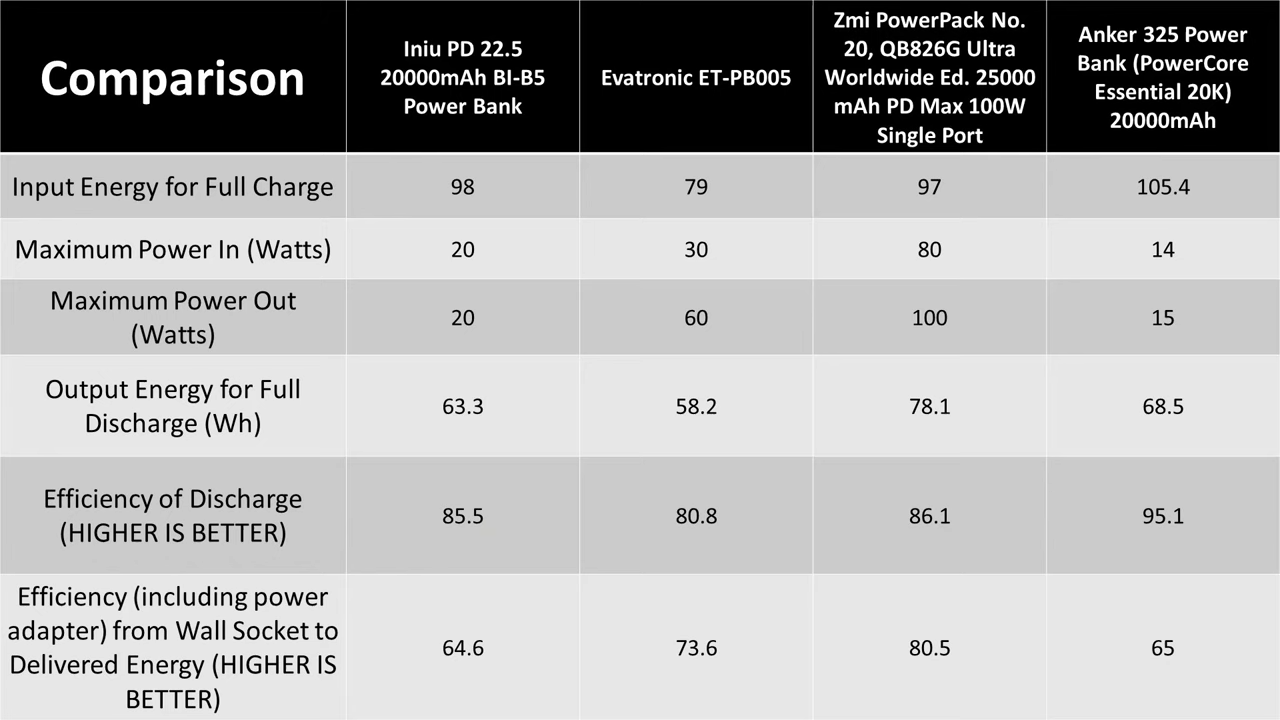 Comparison
Iniu PD 22.5
20000mAh BI-B5
Power Bank
Evatronic ET-PB005
Zmi PowerPack No.
20, QB826G Ultra
Worldwide Ed. 25000
mAh PD Max 100W
Single Port
Anker 325 Power
Bank (PowerCore
Essential 20K)
20000mAh
Input Energy for Full Charge
98
79
97
105.4
Maximum Power In (Watts)
20
30
80
14
Maximum Power Out
(Watts)
20
60
100
15
Output Energy for Full
Discharge (Wh)
63.3
58.2
78.1
68.5
Efficiency of Discharge
(HIGHER IS BETTER)
85.5
80.8
86.1
95.1
Efficiency (including power
adapter) from Wall Socket to
Delivered Energy (HIGHER IS
BETTER)
64.6
73.6
80.5
65